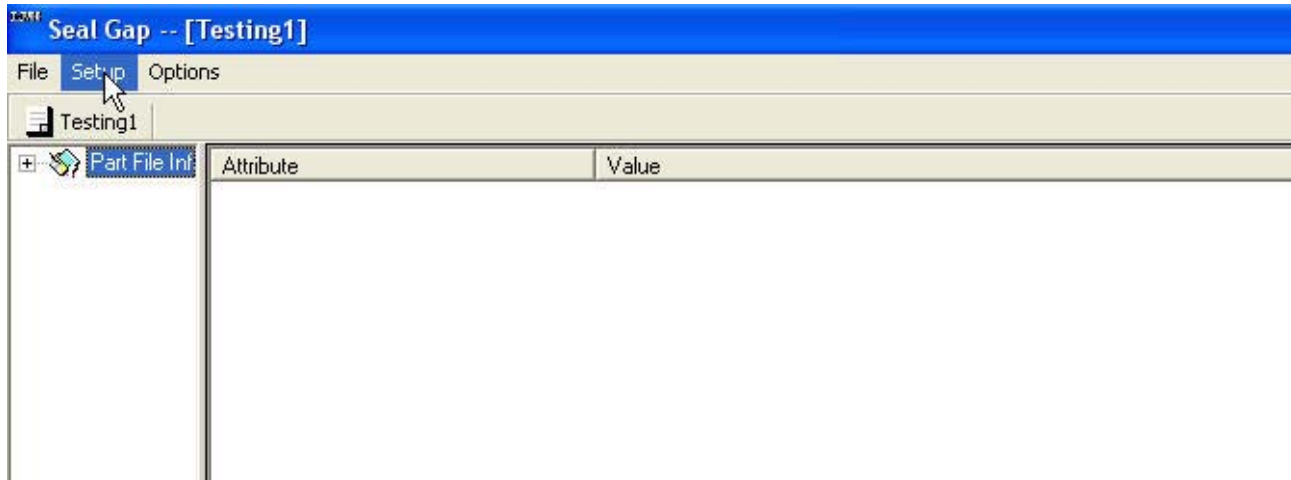 Seal Gap -- [Testing1]
File Setup Options
Testing1
Part File Inf
Attribute Value